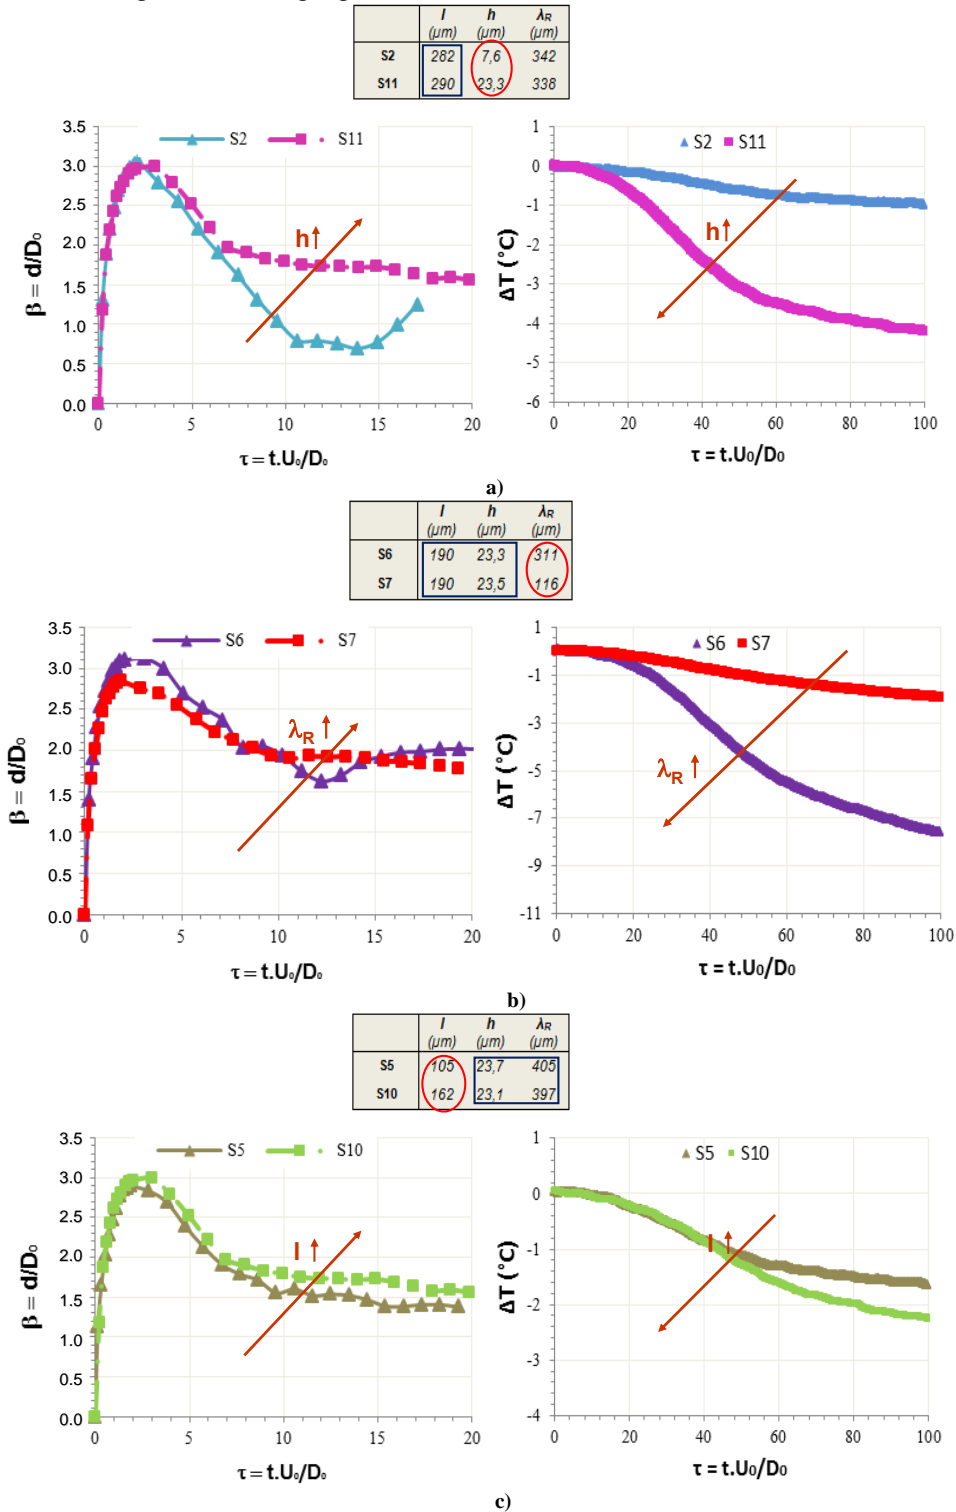 l h λR
(µm) (µm) (µm)
S2 282 7,6 342
S11 290 23,3 338
3.5 3.0 2.5 2.0 1.5 1.0 0.5 0.0
β = d/D₀
S2 S11
h↑
0 5 10 15 20
τ = t.U₀/D₀
1 0 -1 -2 -3 -4 -5 -6
ΔT (°C)
S2 S11
h↑
0 20 40 60 80 100
τ = t.U₀/D₀
a)
l h λR
(µm) (µm) (µm)
S6 190 23,3 311
S7 190 23,5 116
3.5 3.0 2.5 2.0 1.5 1.0 0.5 0.0
β = d/D₀
S6 S7
λR ↑
0 5 10 15 20
τ = t.U₀/D₀
1 -1 -3 -5 -7 -9 -11
ΔT (°C)
S6 S7
λR ↑
0 20 40 60 80 100
τ = t.U₀/D₀
b)
l h λR
(µm) (µm) (µm)
S5 105 23,7 405
S10 162 23,1 397
3.5 3.0 2.5 2.0 1.5 1.0 0.5 0.0
β = d/D₀
S5 S10
l ↑
0 5 10 15 20
τ = t.U₀/D₀
1 0 -1 -2 -3 -4
ΔT (°C)
S5 S10
l ↑
0 20 40 60 80 100
τ = t.U₀/D₀
c)